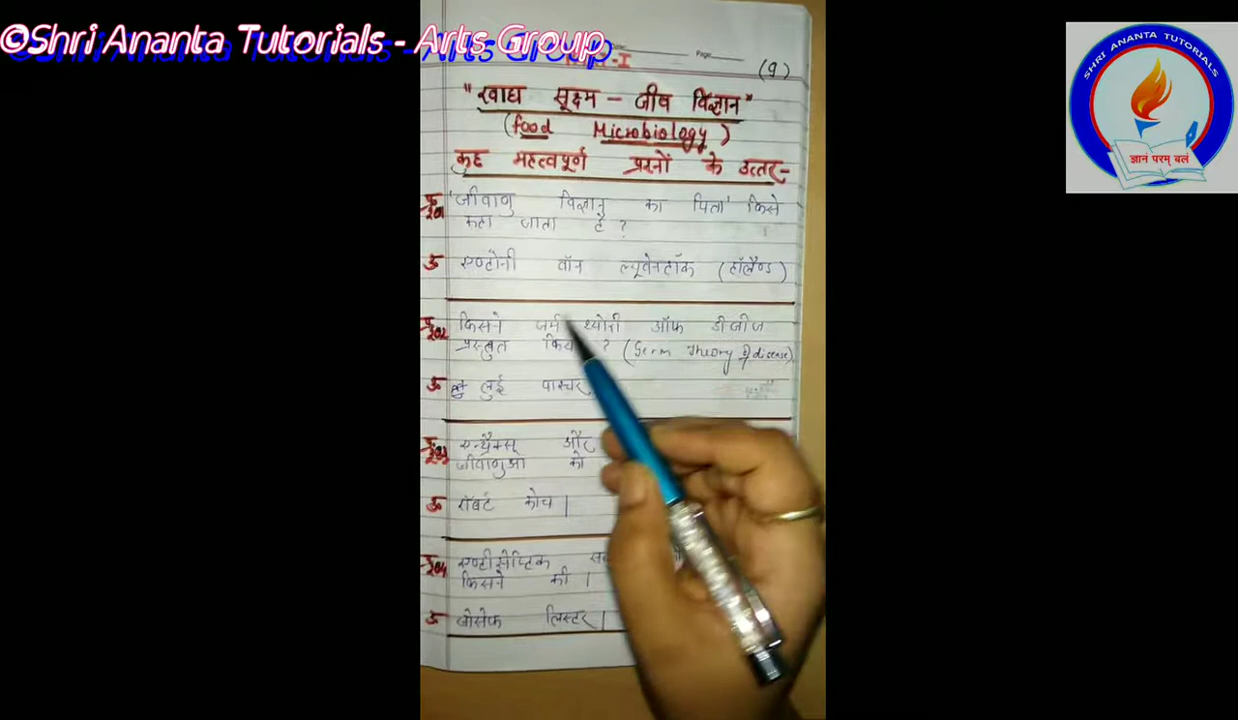 ©Shri Ananta Tutorials - Arts Group
SHRI ANANTA TUTORIALS
ज्ञानं परमं बलं
Page
(9)
"खाद्य सूक्ष्म - जीव विज्ञान"
(food Microbiology)
कुछ महत्वपूर्ण प्रश्नों के उत्तर-
'जीवाणु विज्ञान का पिता' किसे
कहा जाता है ?
उ एण्टोनी वॉन ल्यूवेनहॉक (हॉलैण्ड)
किसने जर्म थ्योरी ऑफ डीजीज
प्रस्तुत ? (Germ theory of disease)
उ लुई पाश्चर
एन्थ्रैक्स और
जीवाणुओं को
उ रॉबर्ट कोच |
एण्टीसेप्टिक
किसने की |
उ जोसेफ लिस्टर |